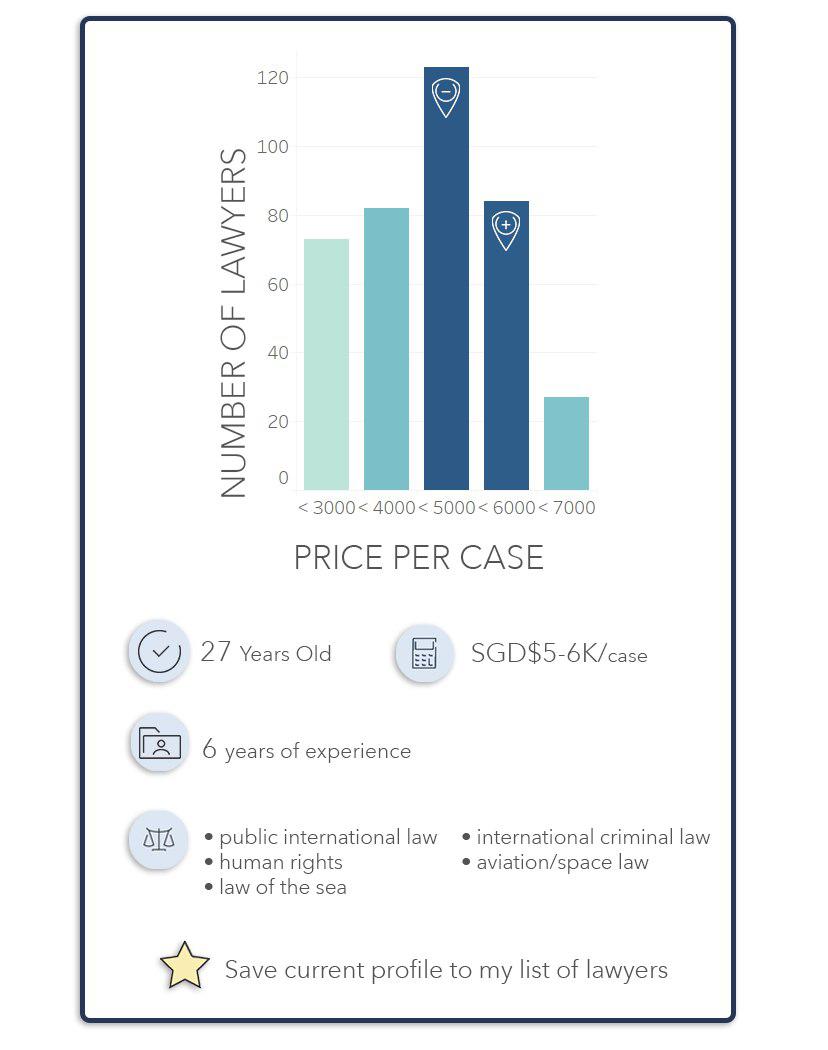 120
100
80
60
40
20
0
NUMBER OF LAWYERS
< 3000 < 4000 < 5000 < 6000 < 7000
PRICE PER CASE
27 Years Old
SGD$5-6K/case
6 years of experience
• public international law
• human rights
• law of the sea
• international criminal law
• aviation/space law
Save current profile to my list of lawyers